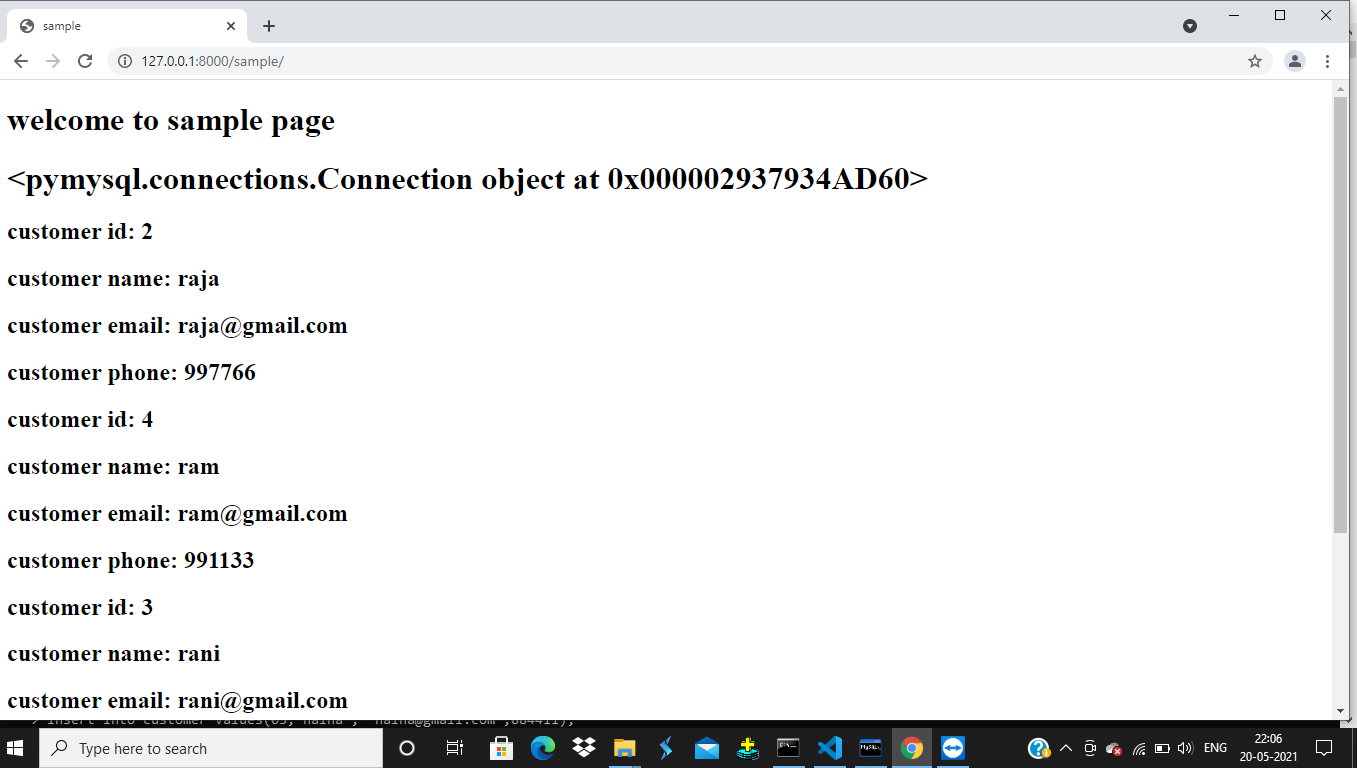 sample
127.0.0.1:8000/sample/
welcome to sample page
<pymysql.connections.Connection object at 0x000002937934AD60>
customer id: 2
customer name: raja
customer email: raja@gmail.com
customer phone: 997766
customer id: 4
customer name: ram
customer email: ram@gmail.com
customer phone: 991133
customer id: 3
customer name: rani
customer email: rani@gmail.com
Type here to search
MySQL
ENG
22:06
20-05-2021